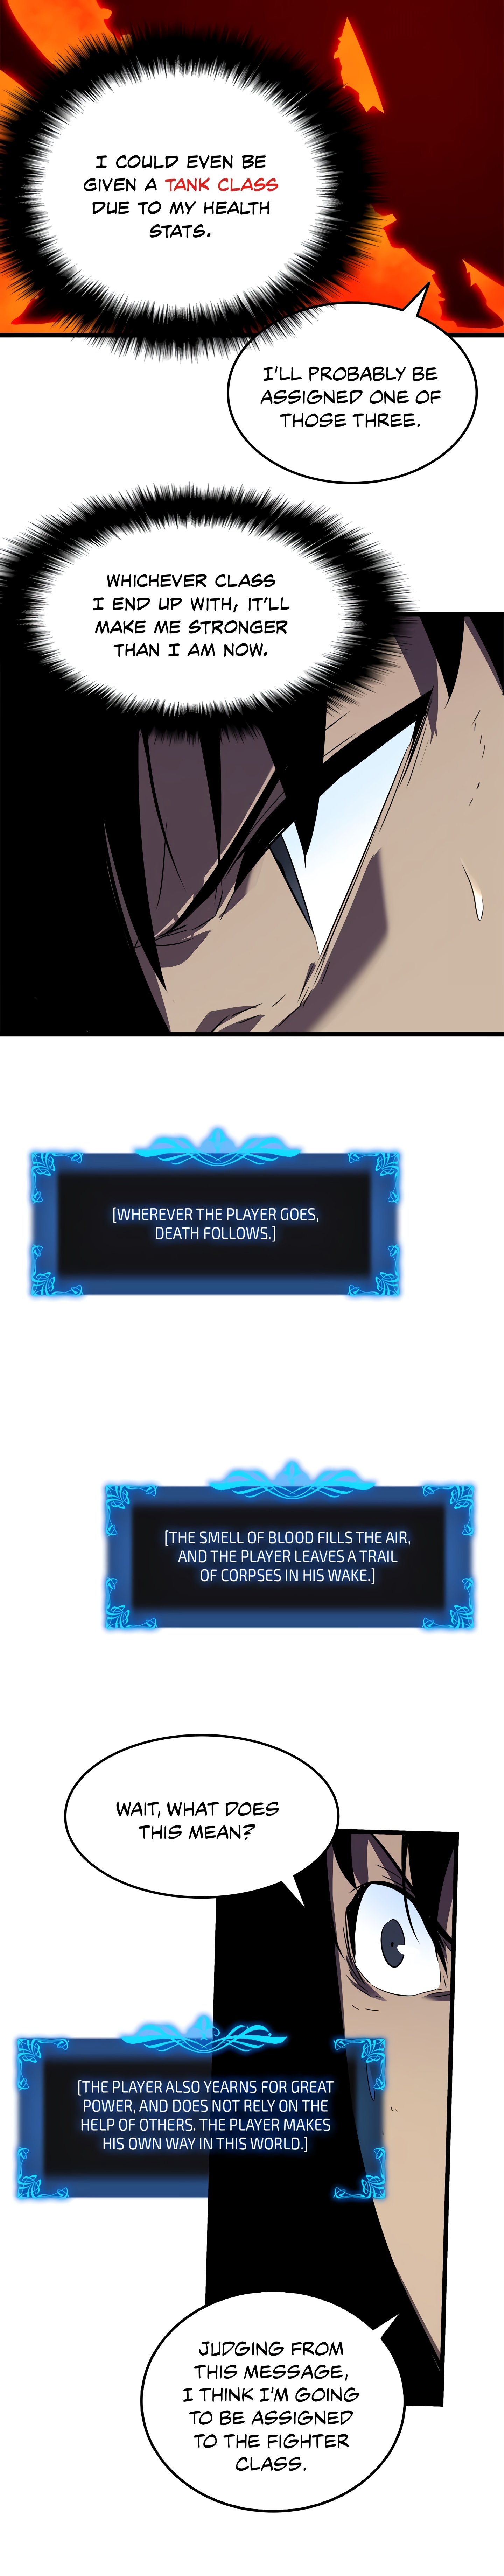 I COULD EVEN BE
GIVEN A TANK CLASS
DUE TO MY HEALTH
STATS.
I'LL PROBABLY BE
ASSIGNED ONE OF
THOSE THREE.
WHICHEVER CLASS
I END UP WITH, IT'LL
MAKE ME STRONGER
THAN I AM NOW.
[WHEREVER THE PLAYER GOES,
DEATH FOLLOWS.]
[THE SMELL OF BLOOD FILLS THE AIR,
AND THE PLAYER LEAVES A TRAIL
OF CORPSES IN HIS WAKE.]
WAIT, WHAT DOES
THIS MEAN?
[THE PLAYER ALSO YEARNS FOR GREAT
POWER, AND DOES NOT RELY ON THE
HELP OF OTHERS. THE PLAYER MAKES
HIS OWN WAY IN THIS WORLD.]
JUDGING FROM
THIS MESSAGE,
I THINK I'M GOING
TO BE ASSIGNED
TO THE FIGHTER
CLASS.